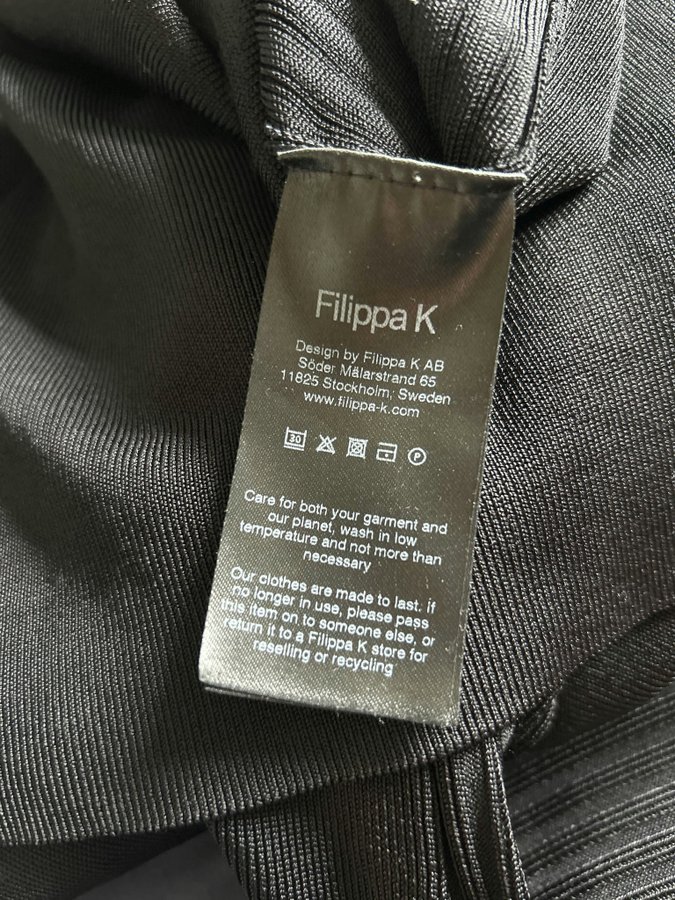 Filippa K
Design by Filippa K AB
Söder Mälarstrand 65
11825 Stockholm, Sweden
www.filippa-k.com
30 P
Care for both your garment and
our planet, wash in low
temperature and not more than
necessary
Our clothes are made to last. if
no longer in use, please pass
this item on to someone else, or
return it to a Filippa K store for
reselling or recycling